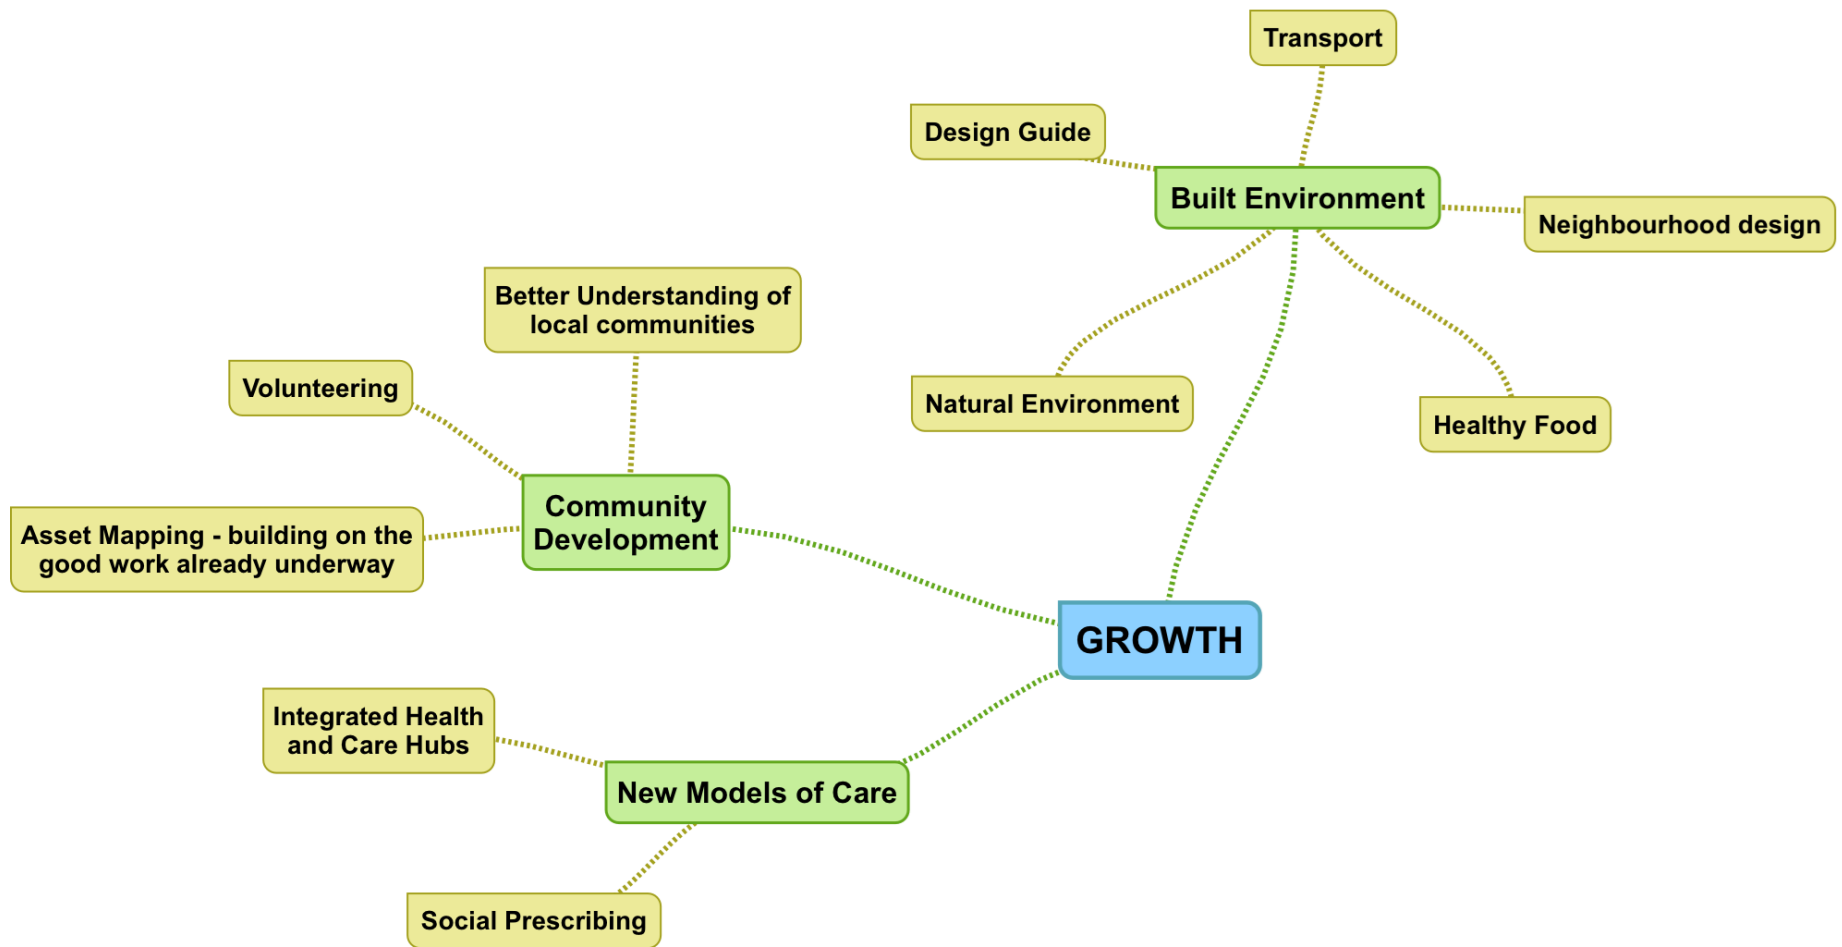 Transport
Design Guide
Built Environment
Neighbourhood design
Better Understanding of
local communities
Volunteering
Natural Environment
Healthy Food
Community
Development
Asset Mapping - building on the
good work already underway
GROWTH
Integrated Health
and Care Hubs
New Models of Care
Social Prescribing